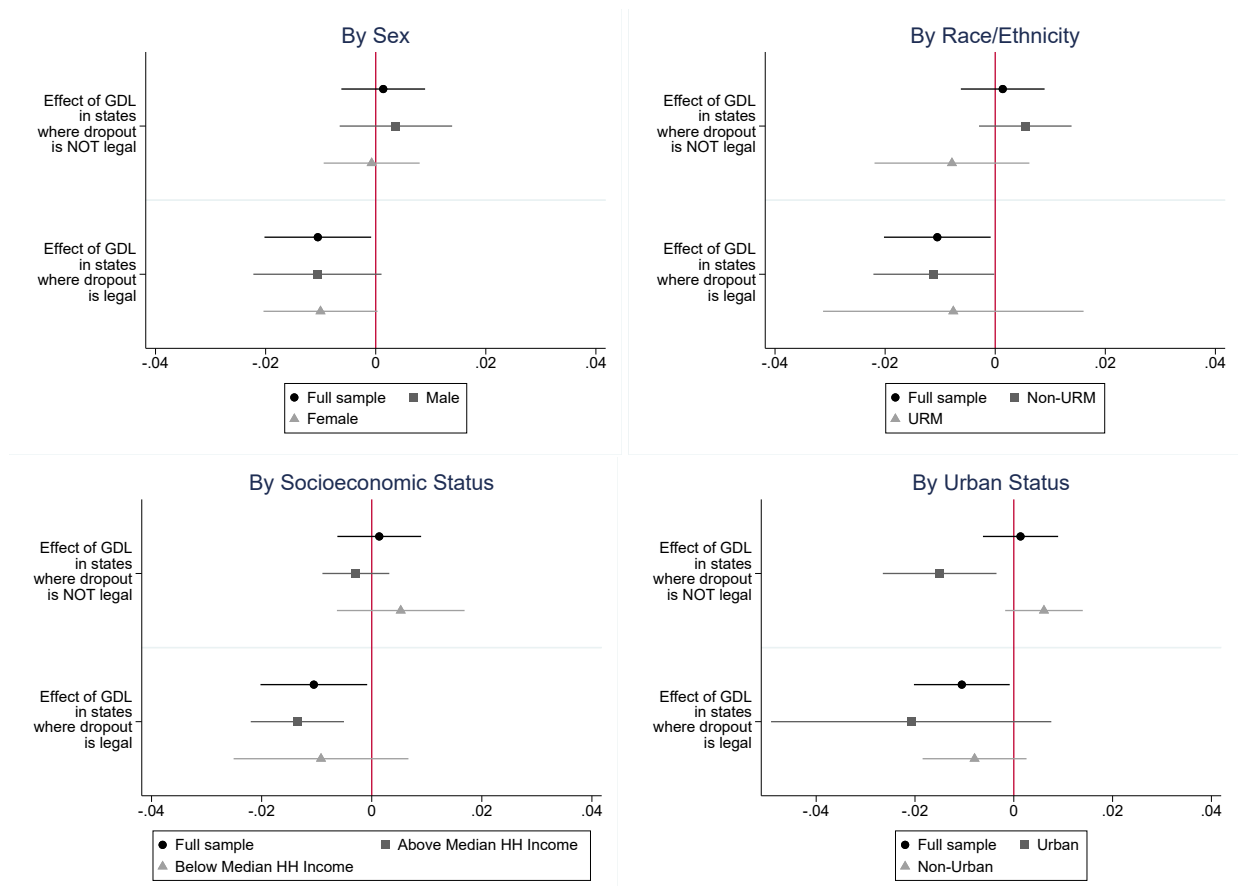 By Sex
Effect of GDL
in states
where dropout
is NOT legal
Effect of GDL
in states
where dropout
is legal
-.04 -.02 0 .02 .04
Full sample Male
Female
By Race/Ethnicity
Effect of GDL
in states
where dropout
is NOT legal
Effect of GDL
in states
where dropout
is legal
-.04 -.02 0 .02 .04
Full sample Non-URM
URM
By Socioeconomic Status
Effect of GDL
in states
where dropout
is NOT legal
Effect of GDL
in states
where dropout
is legal
-.04 -.02 0 .02 .04
Full sample Above Median HH Income
Below Median HH Income
By Urban Status
Effect of GDL
in states
where dropout
is NOT legal
Effect of GDL
in states
where dropout
is legal
-.04 -.02 0 .02 .04
Full sample Urban
Non-Urban